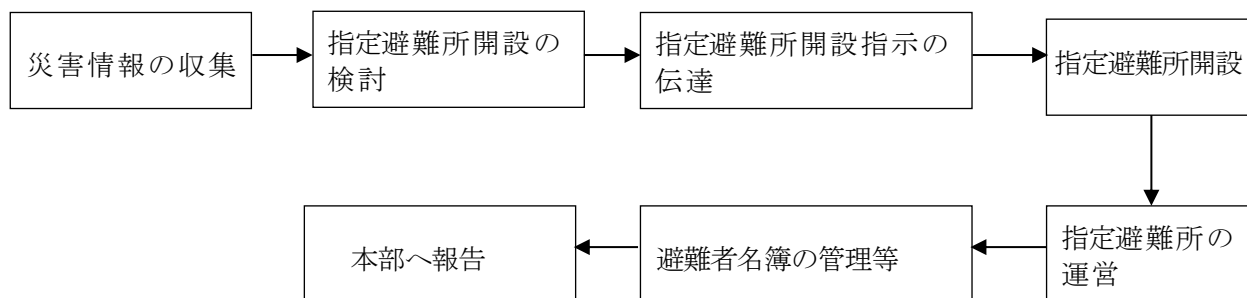 災害情報の収集
指定避難所開設の
検討
指定避難所開設指示の
伝達
指定避難所開設
指定避難所の
運営
避難者名簿の管理等
本部へ報告